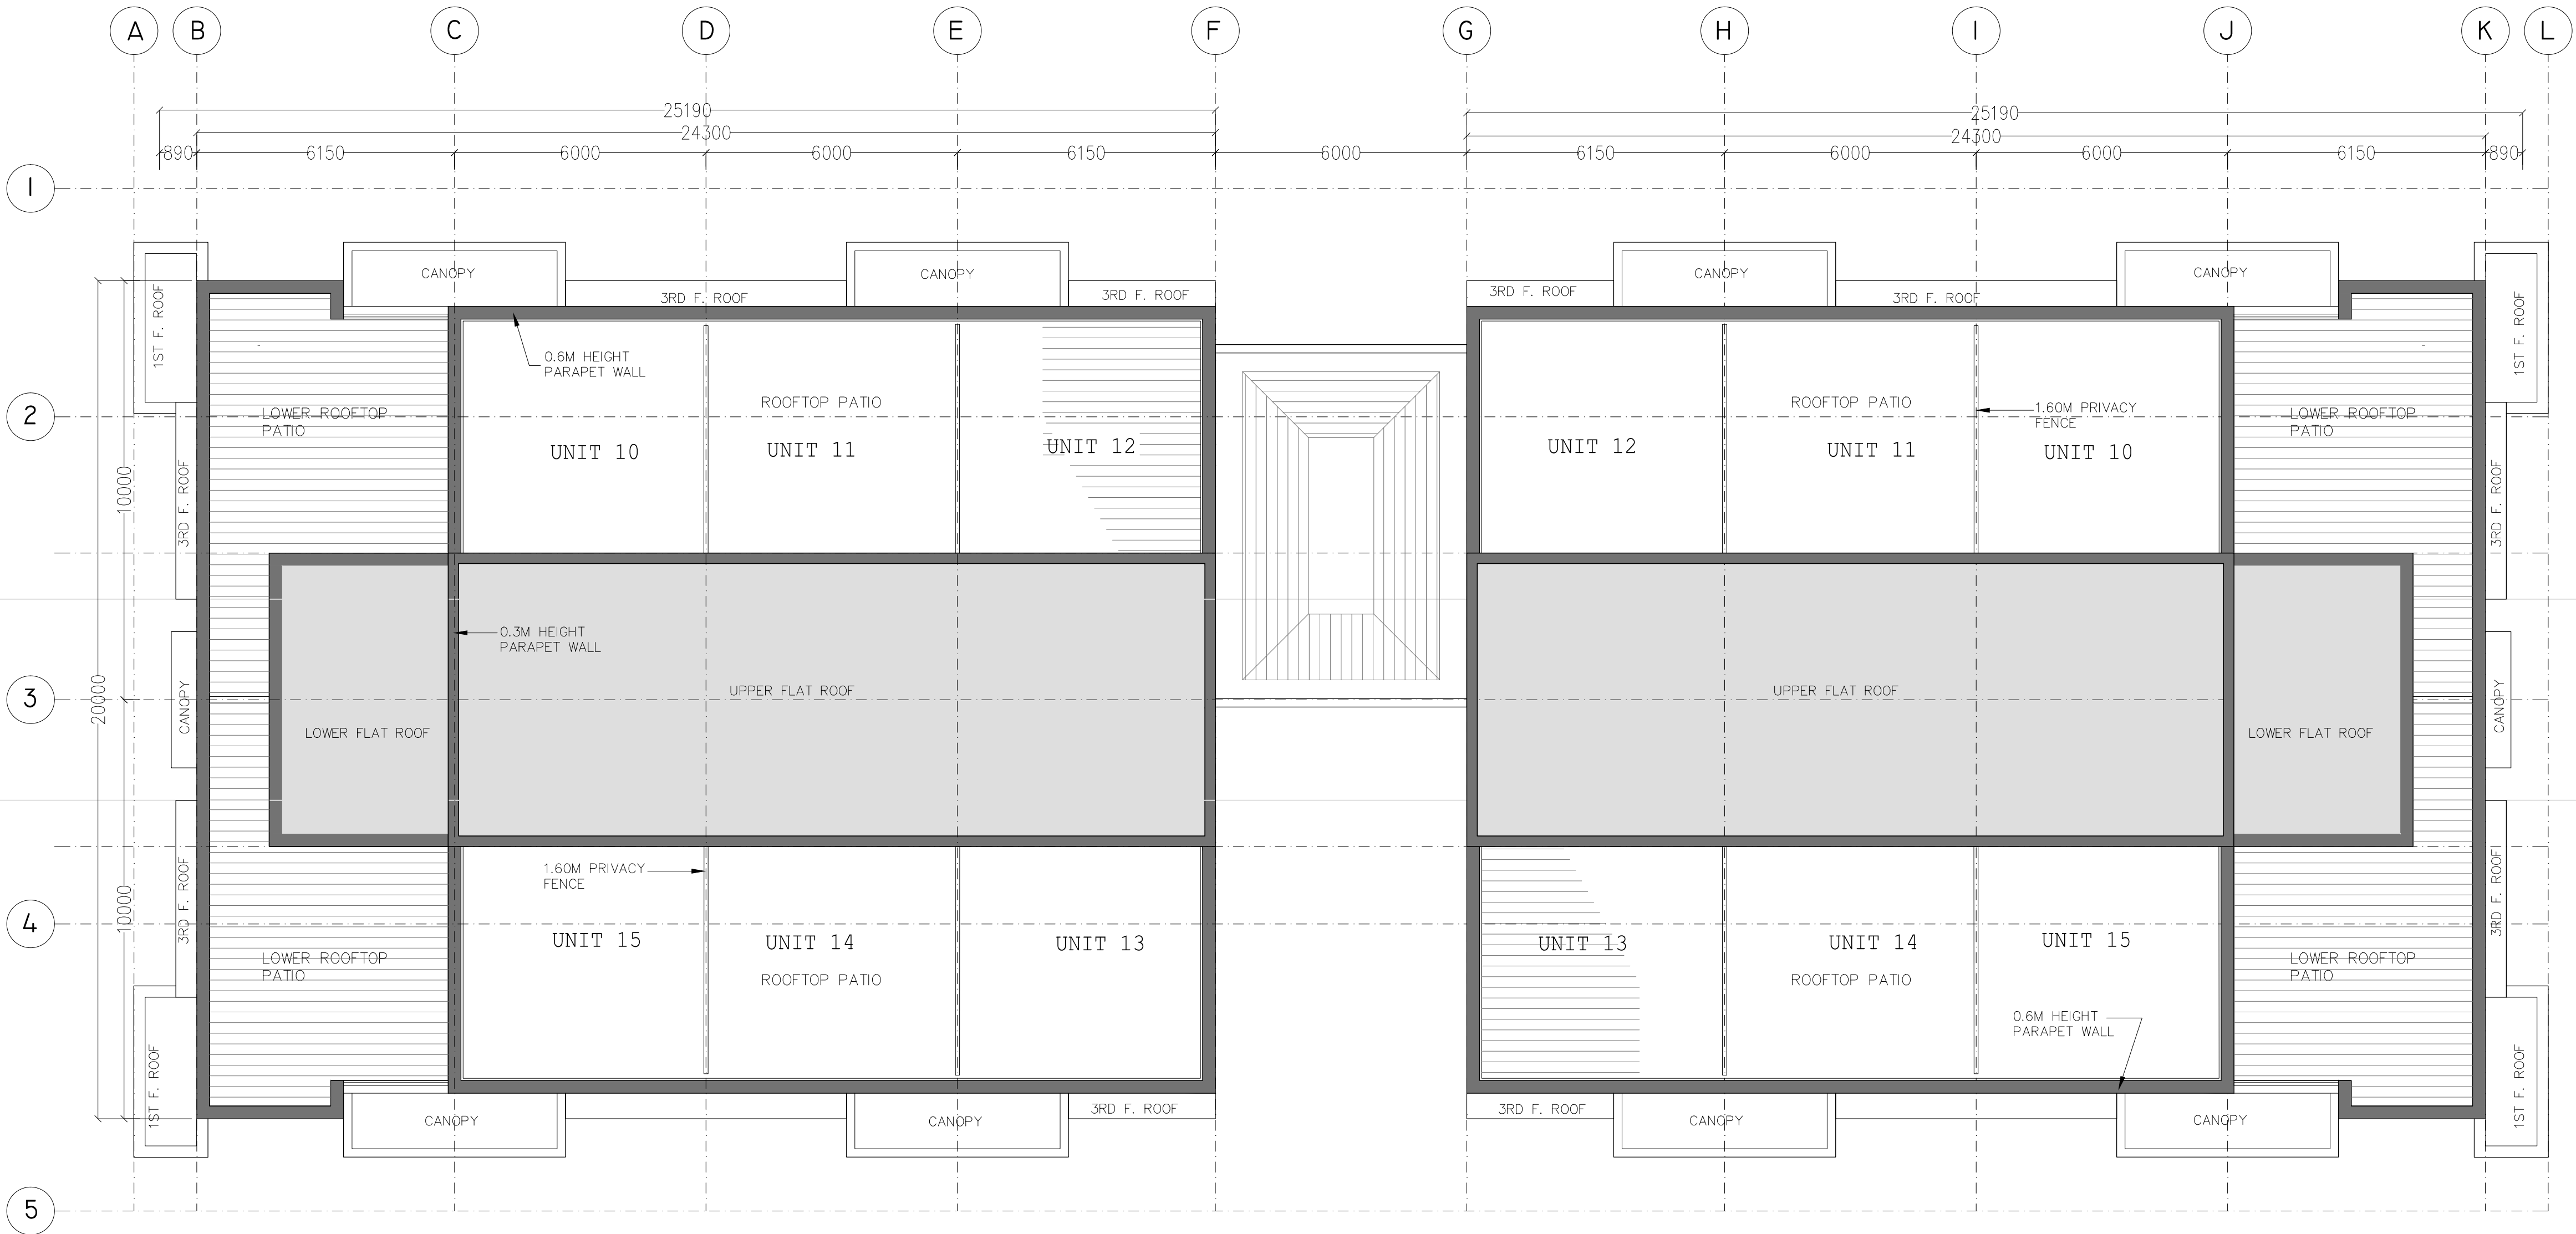 A B C D E F G H I J K L
25190 25190
24300 24300
890 6150 6000 6000 6150 6000 6150 6000 6000 6150 890
1
CANOPY CANOPY CANOPY CANOPY
1ST F. ROOF 3RD F. ROOF 3RD F. ROOF 3RD F. ROOF 3RD F. ROOF 1ST F. ROOF
0.6M HEIGHT
PARAPET WALL
ROOFTOP PATIO ROOFTOP PATIO
1.60M PRIVACY
FENCE
2
LOWER ROOFTOP
PATIO
LOWER ROOFTOP
PATIO
UNIT 10 UNIT 11 UNIT 12 UNIT 12 UNIT 11 UNIT 10
10000
3RD F. ROOF 3RD F. ROOF
0.3M HEIGHT
PARAPET WALL
20000
3
CANOPY UPPER FLAT ROOF UPPER FLAT ROOF CANOPY
LOWER FLAT ROOF LOWER FLAT ROOF
1.60M PRIVACY
FENCE
10000
3RD F. ROOF 3RD F. ROOF
4
UNIT 15 UNIT 14 UNIT 13 UNIT 13 UNIT 14 UNIT 15
LOWER ROOFTOP
PATIO
LOWER ROOFTOP
PATIO
ROOFTOP PATIO ROOFTOP PATIO
0.6M HEIGHT
PARAPET WALL
1ST F. ROOF 1ST F. ROOF
3RD F. ROOF 3RD F. ROOF
CANOPY CANOPY CANOPY CANOPY
5